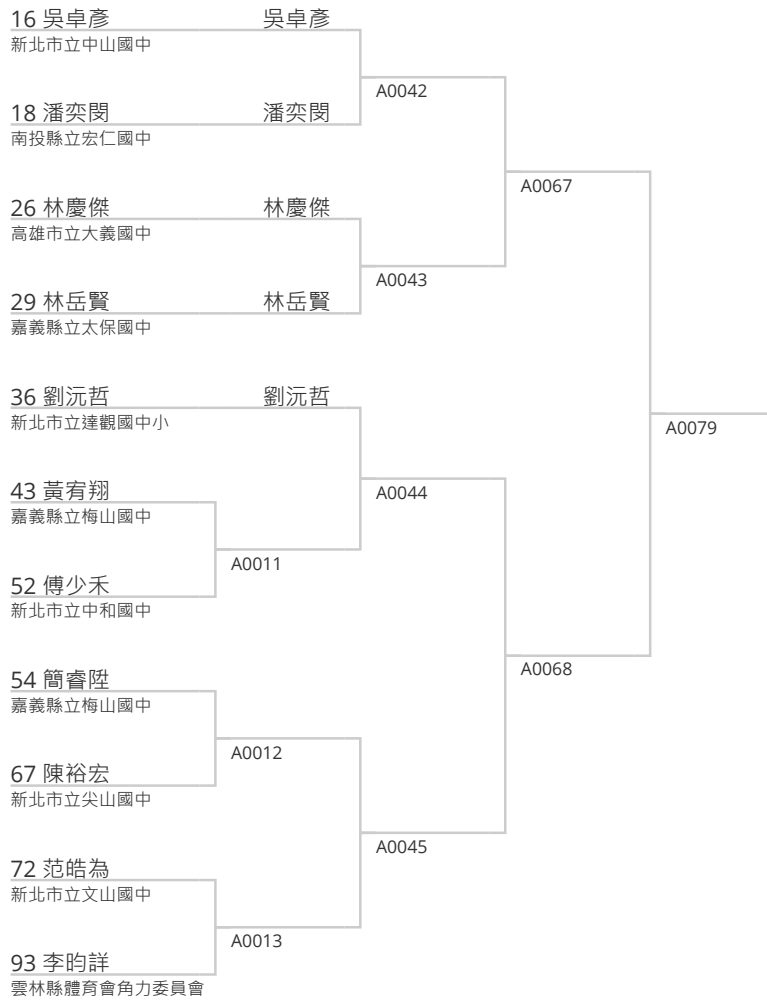 16 吳卓彥 吳卓彥
新北市立中山國中
A0042
18 潘奕閔 潘奕閔
南投縣立宏仁國中
A0067
26 林慶傑 林慶傑
高雄市立大義國中
A0043
29 林岳賢 林岳賢
嘉義縣立太保國中
36 劉沅哲 劉沅哲
新北市立達觀國中小
A0079
43 黃宥翔
嘉義縣立梅山國中
A0044
A0011
52 傅少禾
新北市立中和國中
A0068
54 簡睿陞
嘉義縣立梅山國中
A0012
67 陳裕宏
新北市立尖山國中
A0045
72 范皓為
新北市立文山國中
A0013
93 李昀詳
雲林縣體育會角力委員會